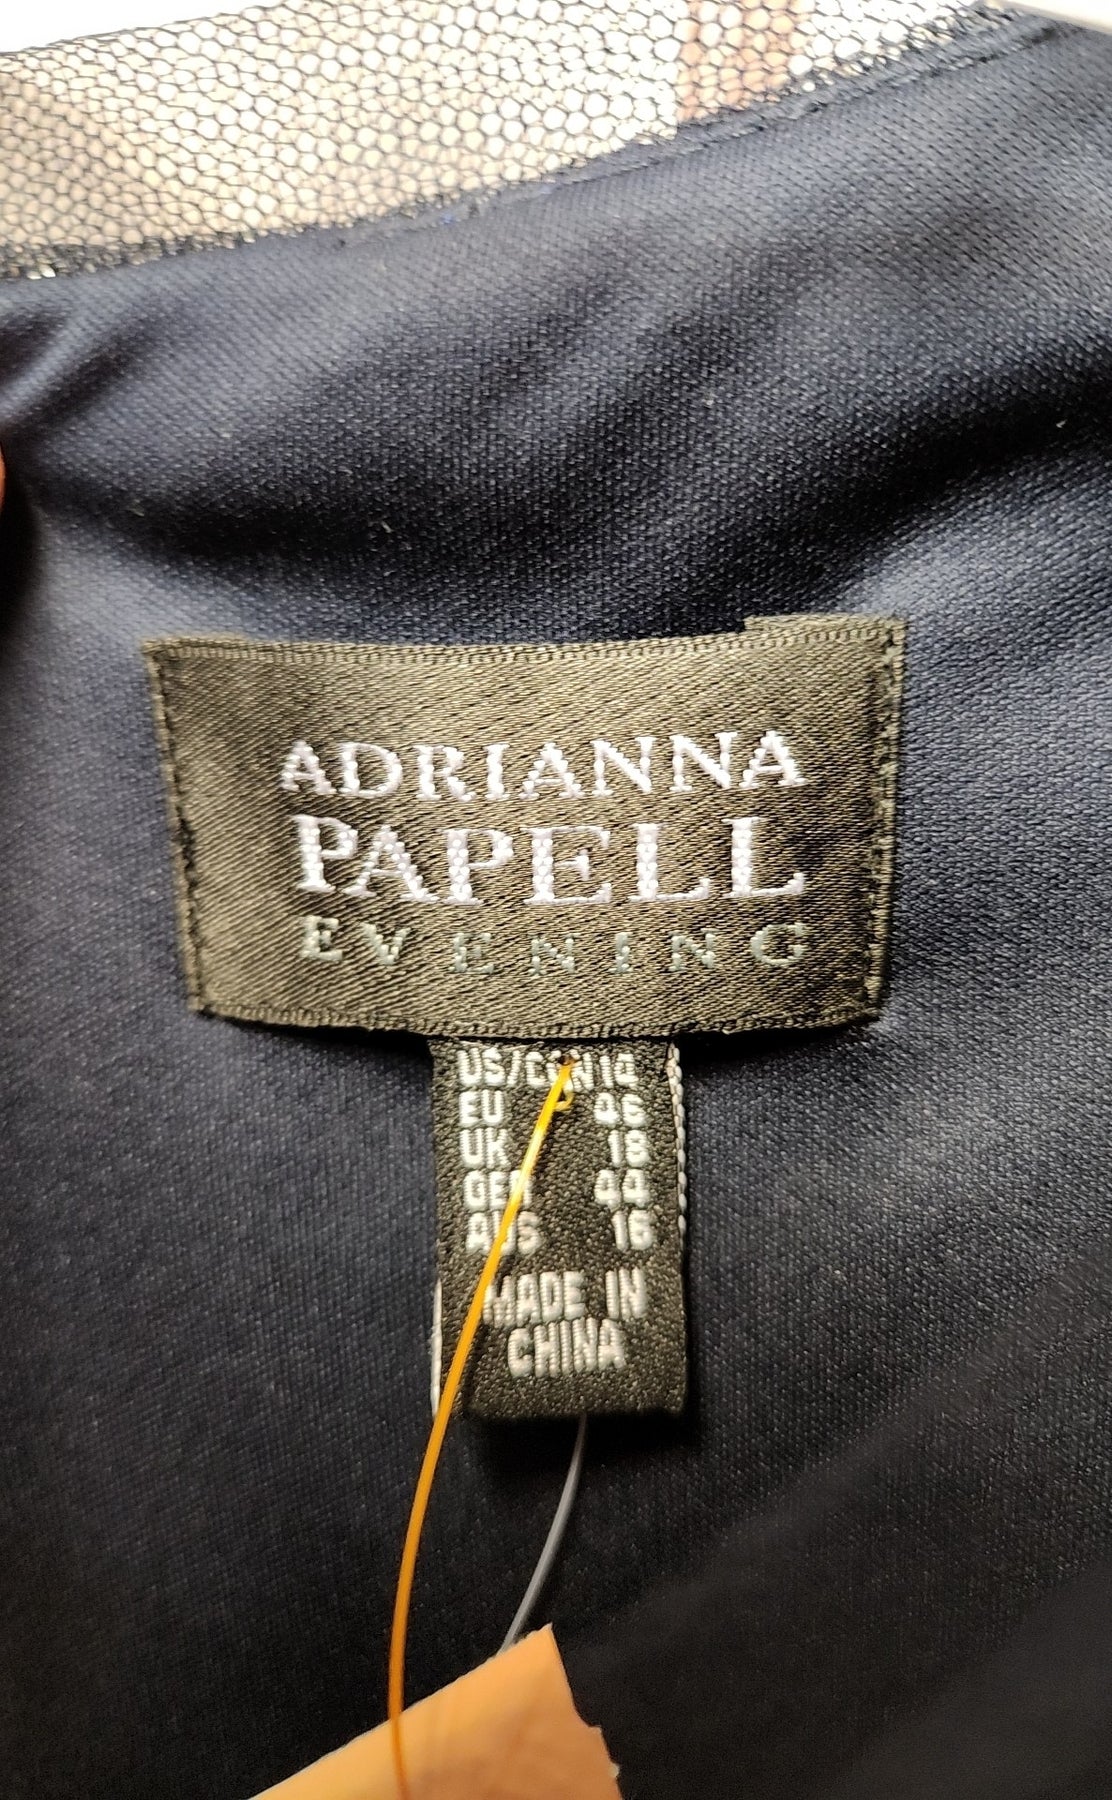 ADRIANNA
PAPELL
EVENING
US/CAN 14
EU 46
UK 18
GER 44
AUS 16
MADE IN
CHINA